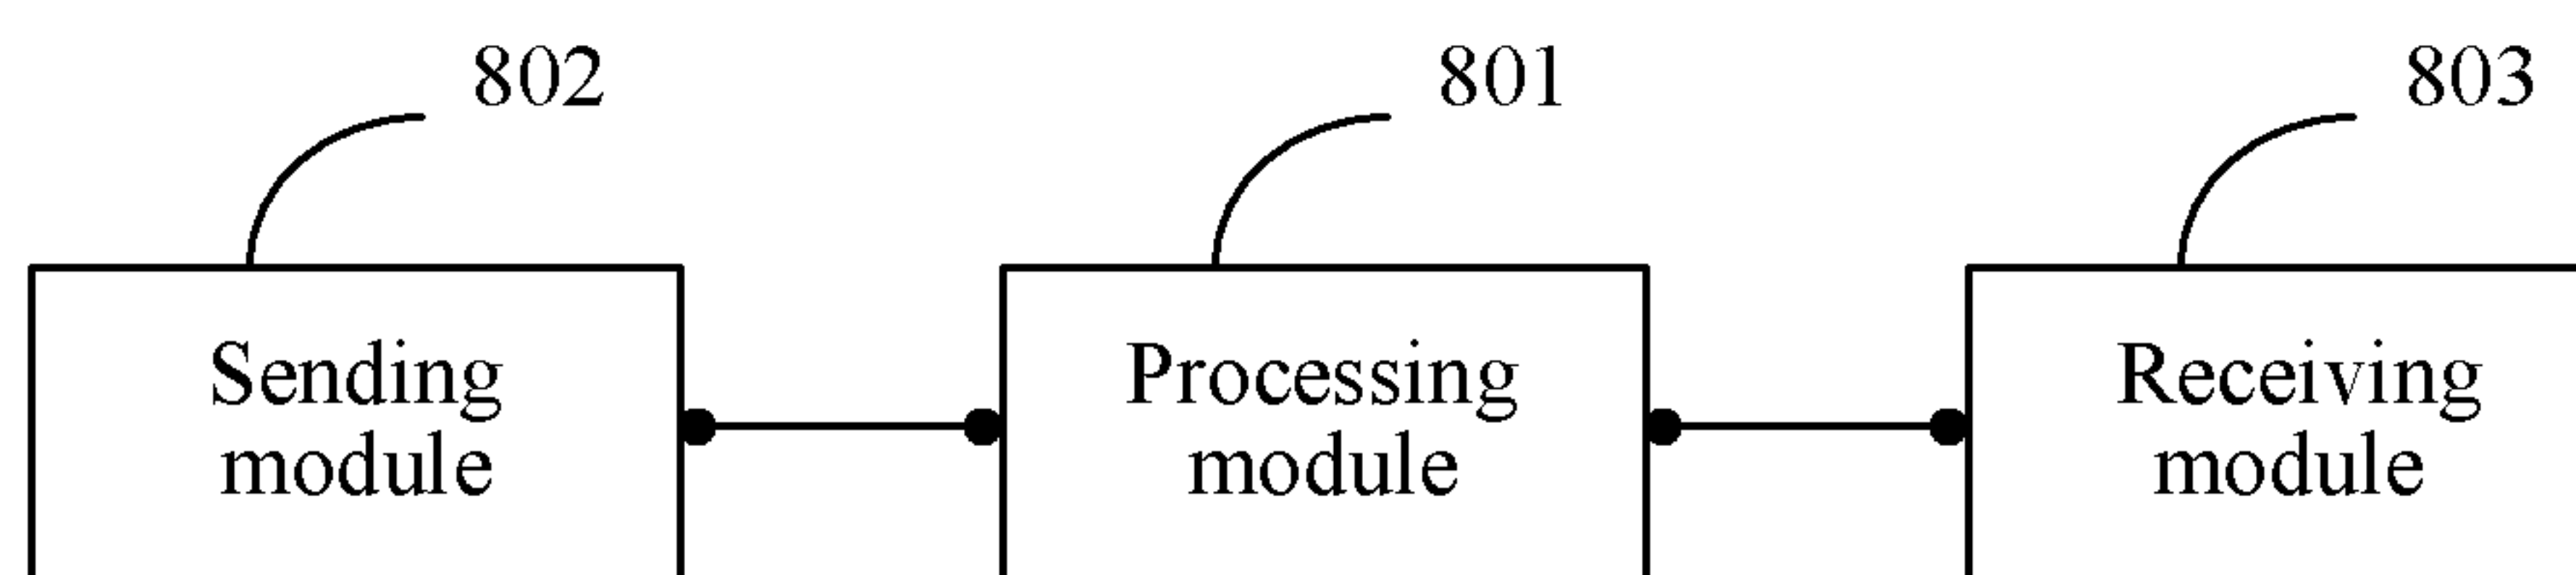 802
801
803
Sending
module
Processing
module
Receiving
module